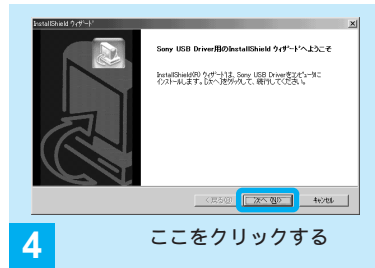 InstallShield ウィザード
Sony USB Driver用のInstallShield ウィザードへようこそ
InstallShield(R) ウィザードは、Sony USB Driverをコンピュータに
インストールします。[次へ]をクリックして、続行してください。
< 戻る(B) 次へ(N)> キャンセル
4 ここをクリックする